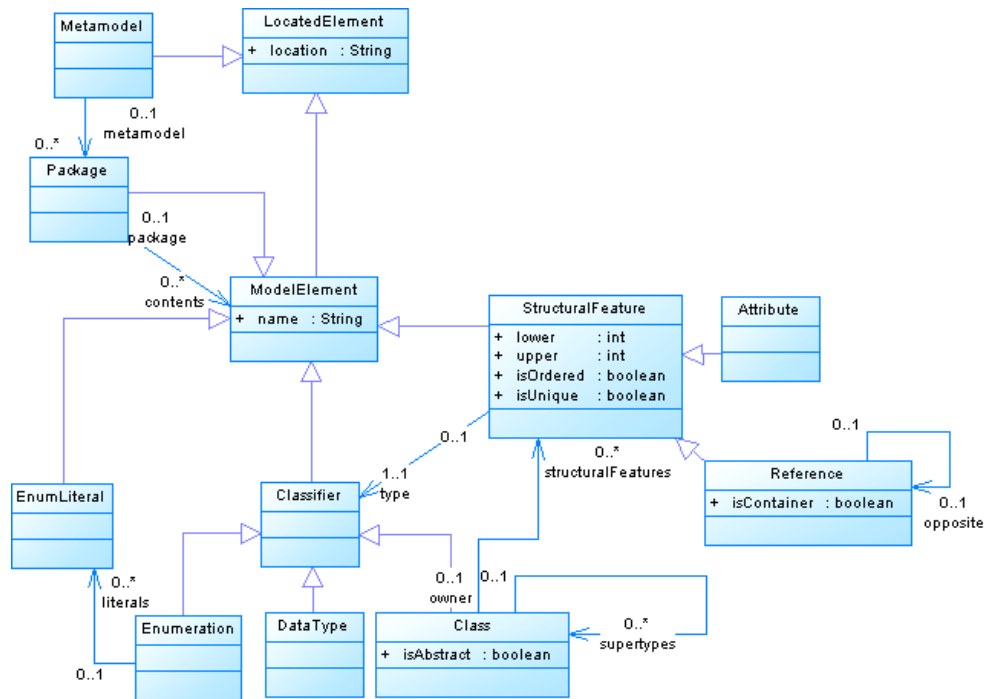 Metamodel
LocatedElement
+ location : String
0..1
metamodel
0..*
Package
0..1
package
0..*
contents
ModelElement
+ name : String
StructuralFeature
+ lower : int
+ upper : int
+ isOrdered : boolean
+ isUnique : boolean
Attribute
0..1
1..1
type
0..*
structuralFeatures
0..1
Reference
+ isContainer : boolean
0..1
opposite
EnumLiteral
Classifier
0..*
literals
0..1
Enumeration
DataType
0..1
owner
0..1
Class
+ isAbstract : boolean
0..*
supertypes